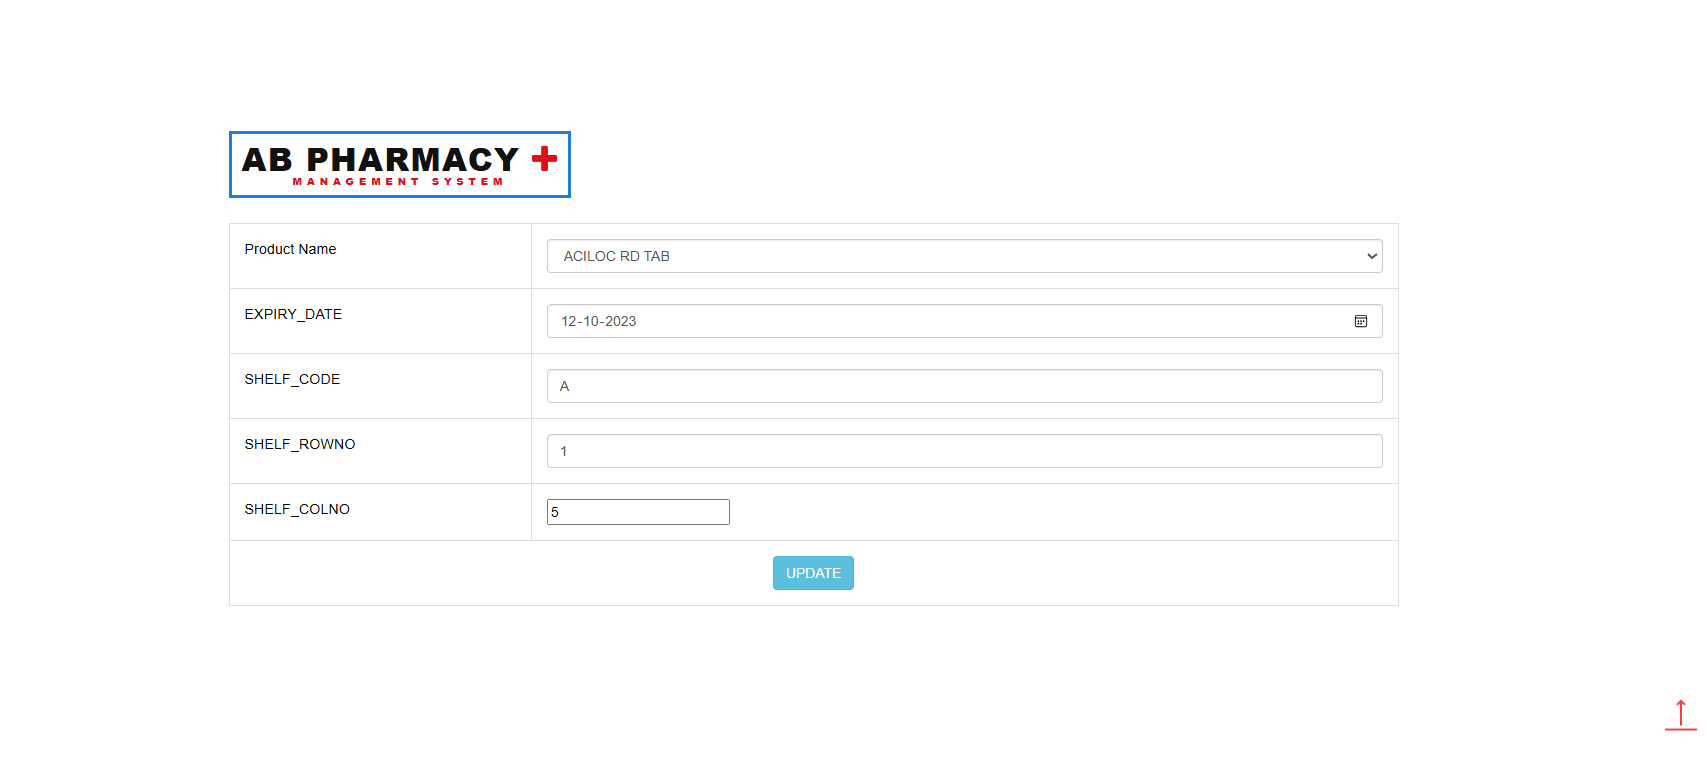 AB PHARMACY
MANAGEMENT SYSTEM
Product Name
ACILOC RD TAB
EXPIRY_DATE
12-10-2023
SHELF_CODE
A
SHELF_ROWNO
1
SHELF_COLNO
5
UPDATE